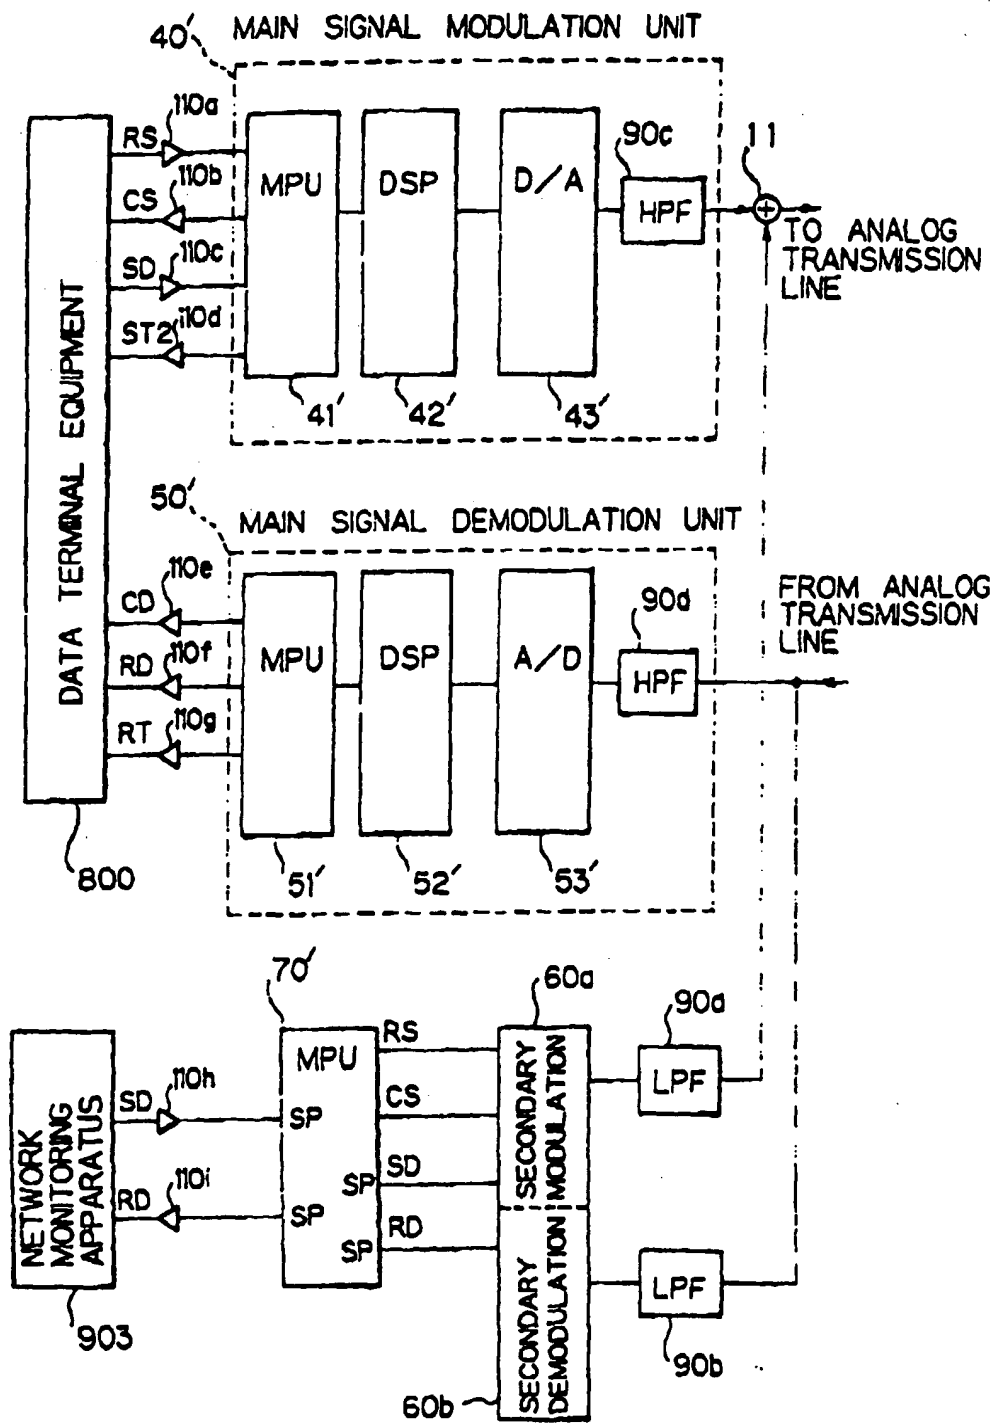 40′ MAIN SIGNAL MODULATION UNIT
RS 110a
CS 110b
SD 110c
ST2 110d
MPU
DSP
D/A
90c
HPF
11
TO ANALOG
TRANSMISSION
LINE
41′
42′
43′
DATA TERMINAL EQUIPMENT
800
50′
MAIN SIGNAL DEMODULATION UNIT
CD 110e
RD 110f
RT 110g
MPU
DSP
A/D
90d
HPF
FROM ANALOG
TRANSMISSION
LINE
51′
52′
53′
NETWORK
MONITORING
APPARATUS
903
SD 110h
RD 110i
70′
MPU
SP
SP
SP
SP
RS
CS
SD
RD
60a
SECONDARY
MODULATION
SECONDARY
DEMODULATION
60b
90a
LPF
LPF
90b